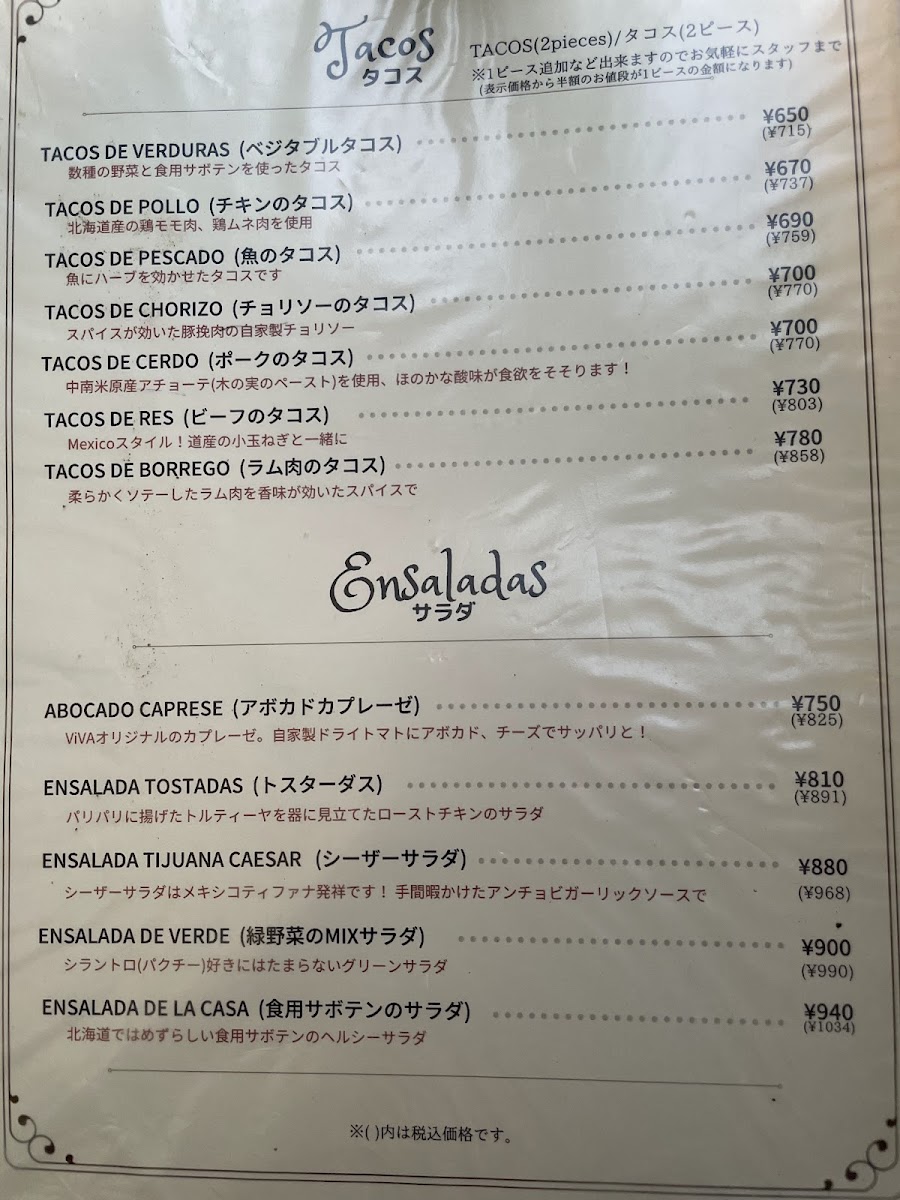 Tacos
タコス
TACOS(2pieces)/タコス(2ピース)
※1ピース追加など出来ますのでお気軽にスタッフまで
(表示価格から半額のお値段が1ピースの金額になります)
TACOS DE VERDURAS (ベジタブルタコス) ¥650
(¥715)
数種の野菜と食用サボテンを使ったタコス
TACOS DE POLLO (チキンのタコス) ¥670
(¥737)
北海道産の鶏モモ肉、鶏ムネ肉を使用
TACOS DE PESCADO (魚のタコス) ¥690
(¥759)
魚にハーブを効かせたタコスです
TACOS DE CHORIZO (チョリソーのタコス) ¥700
(¥770)
スパイスが効いた豚挽肉の自家製チョリソー
TACOS DE CERDO (ポークのタコス) ¥700
(¥770)
中南米原産アチョーテ(木の実のペースト)を使用、ほのかな酸味が食欲をそそります！
TACOS DE RES (ビーフのタコス) ¥730
(¥803)
Mexicoスタイル！道産の小玉ねぎと一緒に
TACOS DE BORREGO (ラム肉のタコス) ¥780
(¥858)
柔らかくソテーしたラム肉を香味が効いたスパイスで
Ensaladas
サラダ
ABOCADO CAPRESE (アボカドカプレーゼ) ¥750
(¥825)
ViVAオリジナルのカプレーゼ。自家製ドライトマトにアボカド、チーズでサッパリと！
ENSALADA TOSTADAS (トスターダス) ¥810
(¥891)
パリパリに揚げたトルティーヤを器に見立てたローストチキンのサラダ
ENSALADA TIJUANA CAESAR (シーザーサラダ) ¥880
シーザーサラダはメキシコティファナ発祥です！ 手間暇かけたアンチョビガーリックソースで (¥968)
ENSALADA DE VERDE (緑野菜のMIXサラダ) ¥900
シラントロ(パクチー)好きにはたまらないグリーンサラダ (¥990)
ENSALADA DE LA CASA (食用サボテンのサラダ) ¥940
(¥1034)
北海道ではめずらしい食用サボテンのヘルシーサラダ
※( )内は税込価格です。